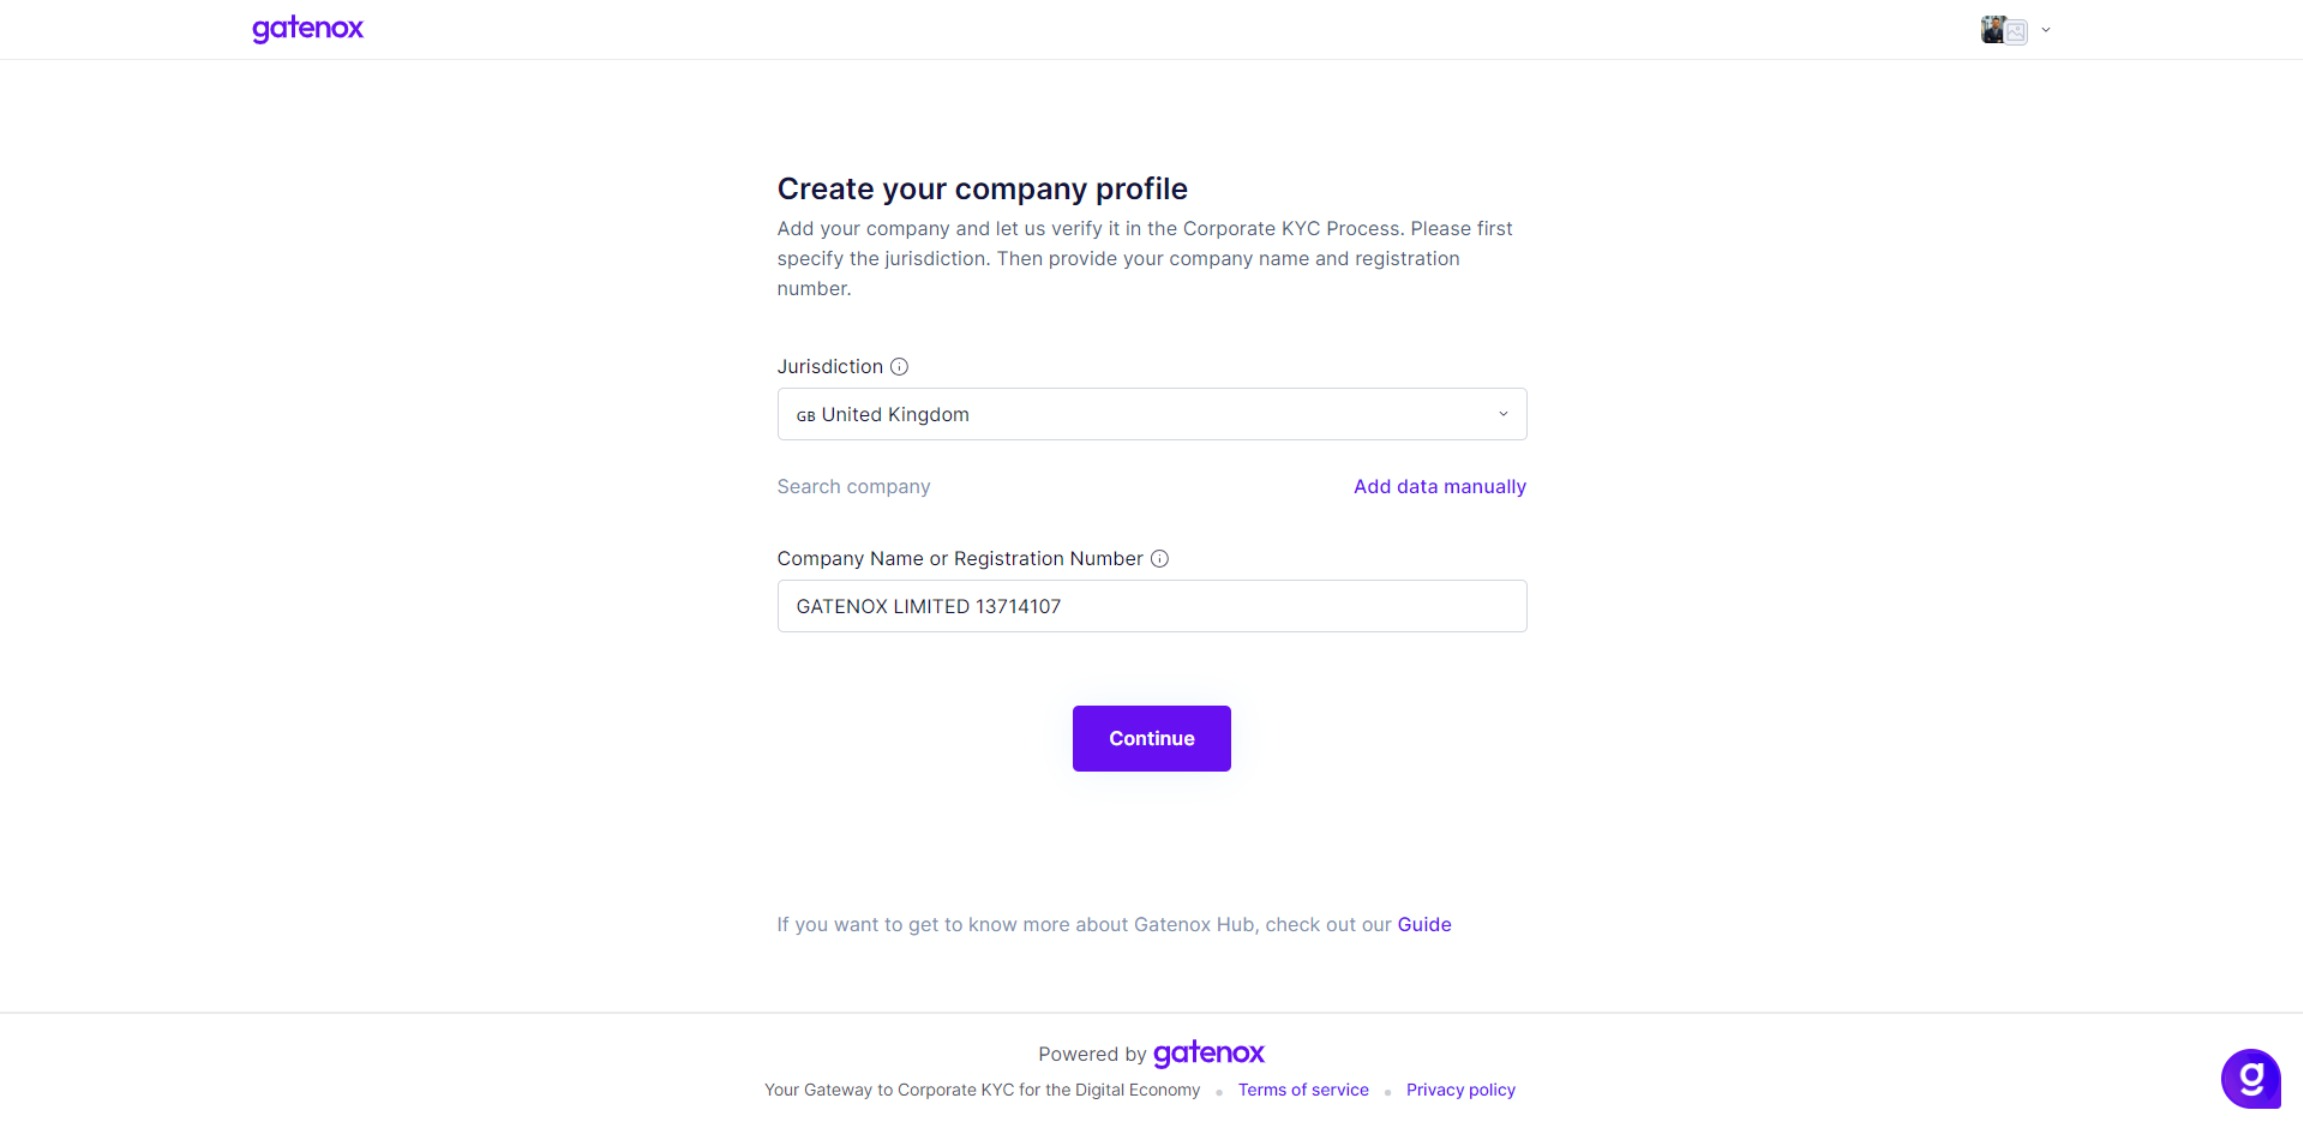 gatenox
Create your company profile
Add your company and let us verify it in the Corporate KYC Process. Please first
specify the jurisdiction. Then provide your company name and registration
number.
Jurisdiction
GB United Kingdom
Search company
Add data manually
Company Name or Registration Number
GATENOX LIMITED 13714107
Continue
If you want to get to know more about Gatenox Hub, check out our Guide
Powered by gatenox
Your Gateway to Corporate KYC for the Digital Economy • Terms of service • Privacy policy
g